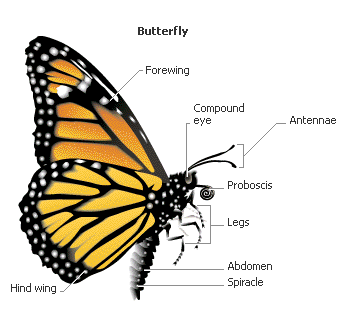 Butterfly
Forewing
Compound
eye
Antennae
Proboscis
Legs
Abdomen
Spiracle
Hind wing